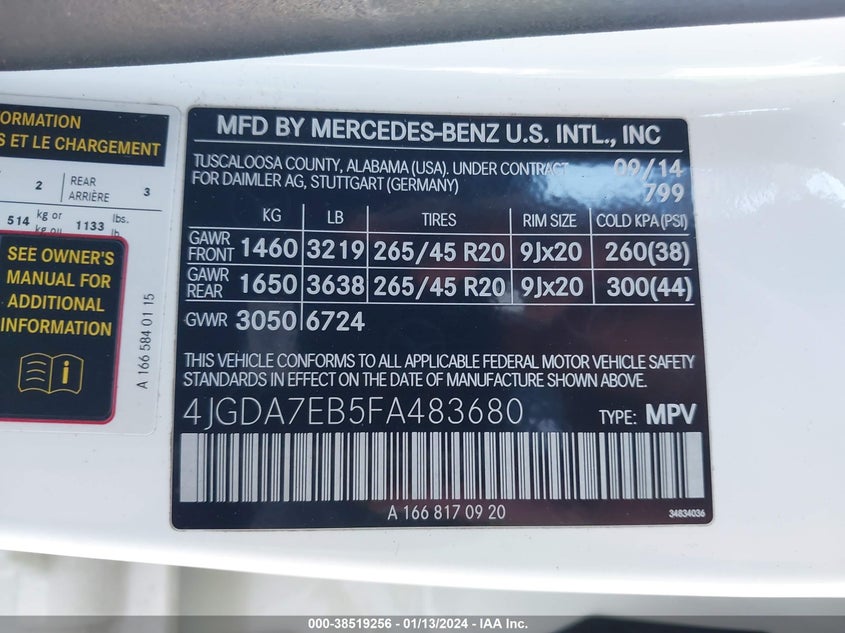 ORMATION
S ET LE CHARGEMENT
2 REAR ARRIÈRE 3
514 kg or kg ou 1133 lbs. lb
SEE OWNER'S
MANUAL FOR
ADDITIONAL
INFORMATION
A 166 584 01 15
MFD BY MERCEDES-BENZ U.S. INTL., INC
TUSCALOOSA COUNTY, ALABAMA (USA). UNDER CONTRACT 09/14
FOR DAIMLER AG, STUTTGART (GERMANY) 799
KG LB TIRES RIM SIZE COLD KPA(PSI)
GAWR FRONT 1460 3219 265/45 R20 9Jx20 260(38)
GAWR REAR 1650 3638 265/45 R20 9Jx20 300(44)
GVWR 3050 6724
THIS VEHICLE CONFORMS TO ALL APPLICABLE FEDERAL MOTOR VEHICLE SAFETY
STANDARDS IN EFFECT ON THE DATE OF MANUFACTURE SHOWN ABOVE.
4JGDA7EB5FA483680 TYPE: MPV
A 166 817 09 20 34834036
000-38519256 - 01/13/2024 - IAA Inc.